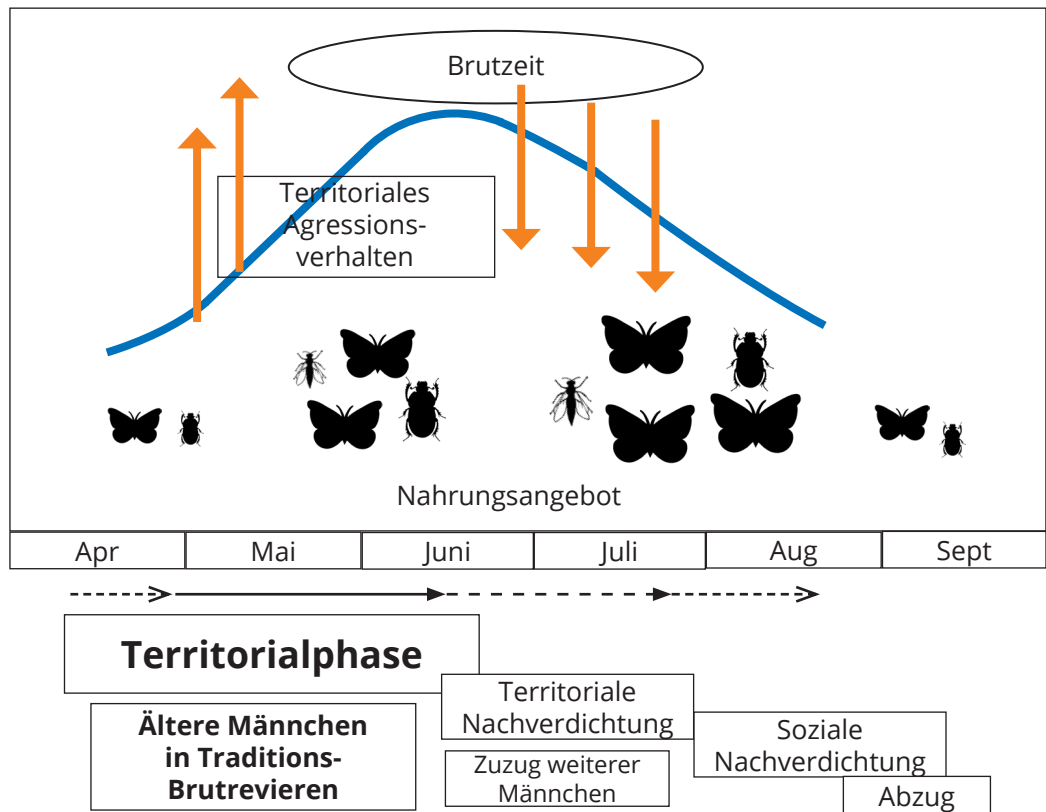 Brutzeit
Territoriales
Agressions-
verhalten
Nahrungsangebot
Apr
Mai
Juni
Juli
Aug
Sept
Territorialphase
Ältere Männchen
in Traditions-
Brutrevieren
Territoriale
Nachverdichtung
Zuzug weiterer
Männchen
Soziale
Nachverdichtung
Abzug